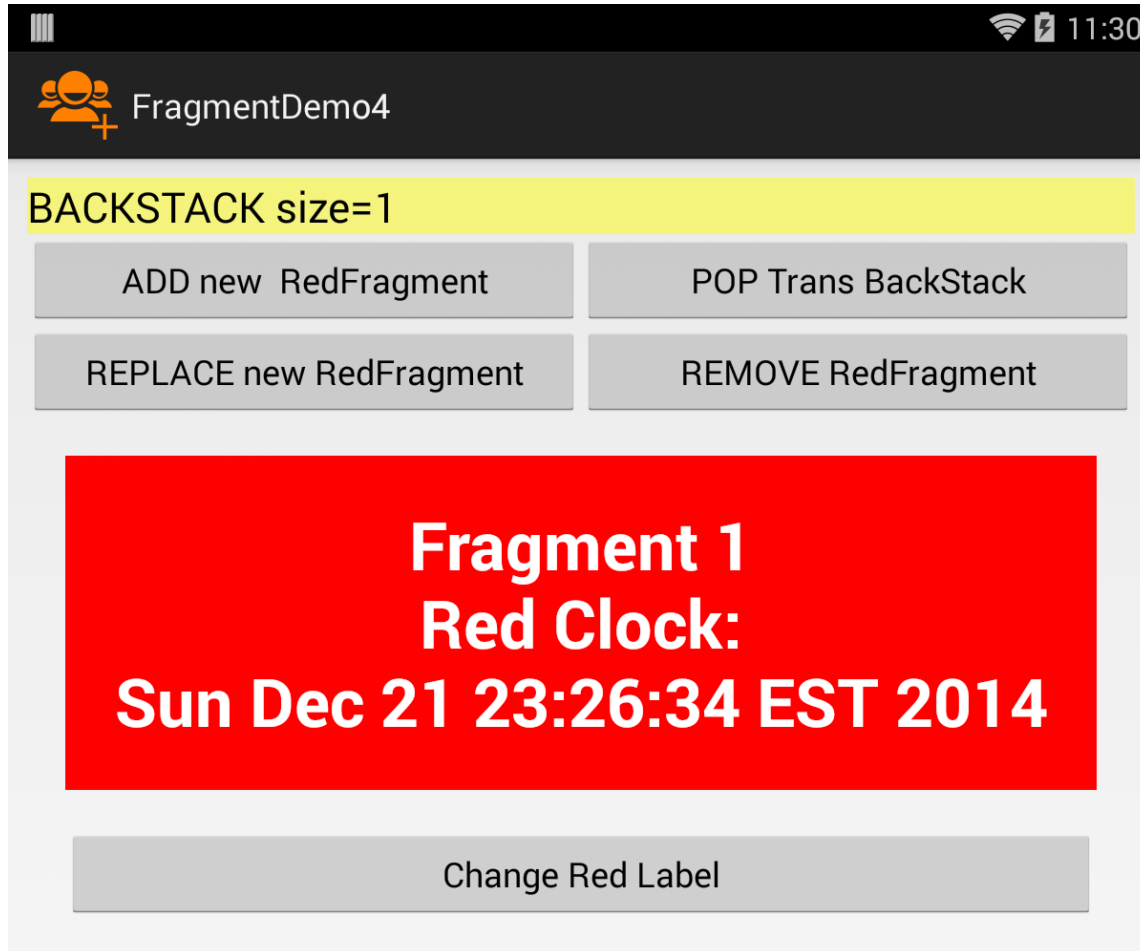 11:30
FragmentDemo4
BACKSTACK size=1
ADD new  RedFragment
POP Trans BackStack
REPLACE new RedFragment
REMOVE RedFragment
Fragment 1
Red Clock:
Sun Dec 21 23:26:34 EST 2014
Change Red Label